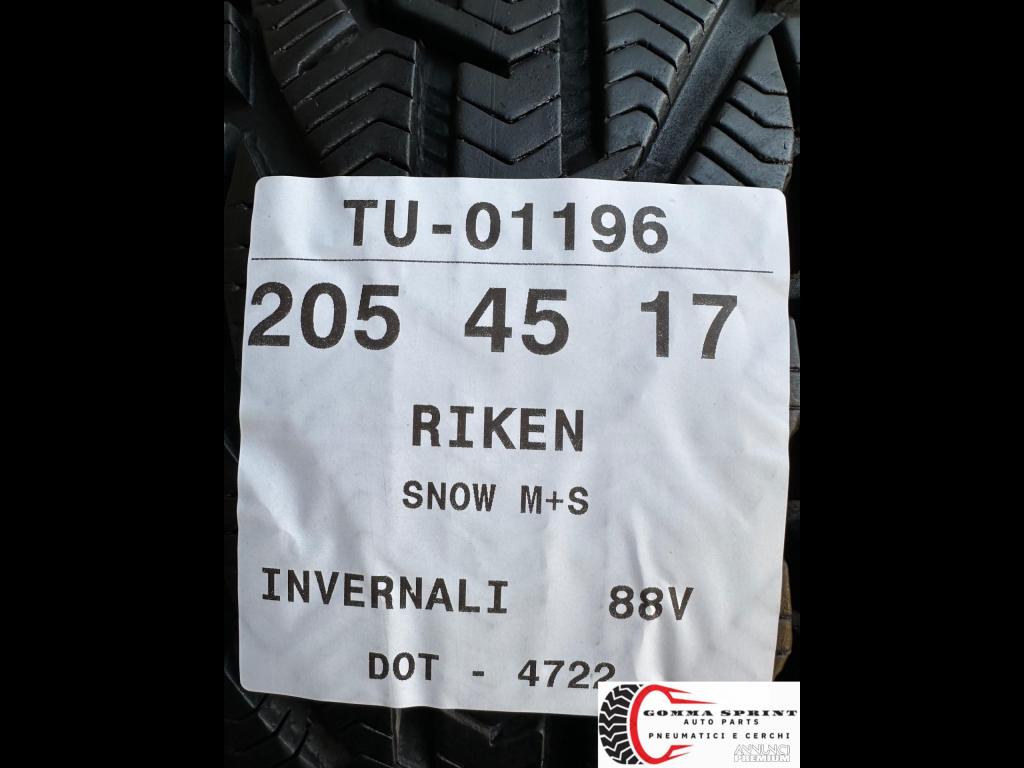 TU-01196
205 45 17
RIKEN
SNOW M+S
INVERNALI 88V
DOT - 4722
GOMMA SPRINT
AUTO PARTS
PNEUMATICI E CERCHI
ANNUNCI
PREMIUM